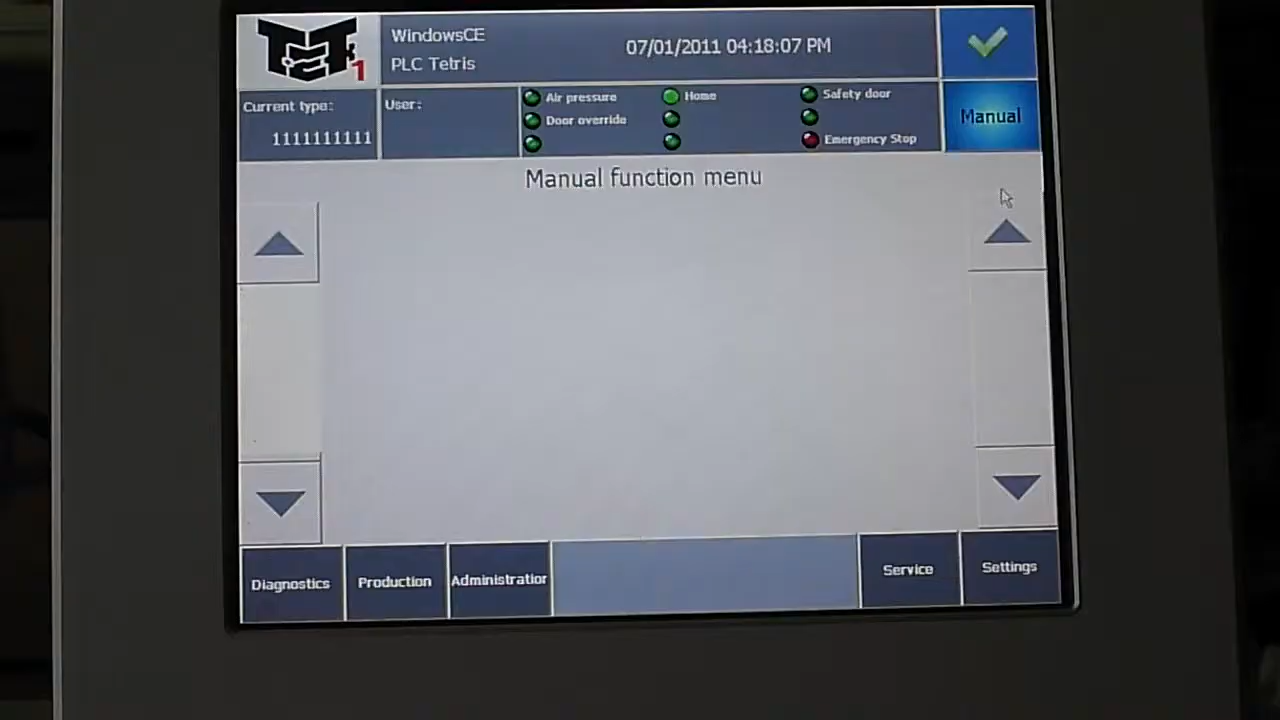 WindowsCE
PLC Tetris
07/01/2011 04:18:07 PM
1
Current type:
1111111111
User:
Air pressure
Door override
Home
Safety door
Emergency Stop
Manual
Manual function menu
Diagnostics
Production
Administration
Service
Settings